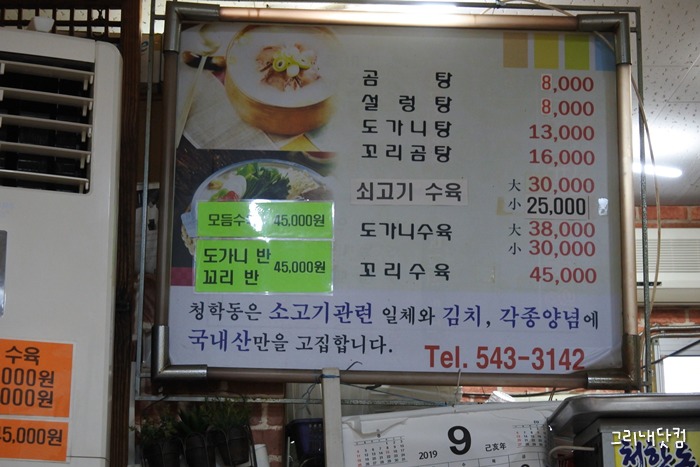 곰탕 8,000
설렁탕 8,000
도가니탕 13,000
꼬리곰탕 16,000
쇠고기 수육 大 30,000
小 25,000
도가니수육 大 38,000
小 30,000
꼬리수육 45,000
모듬수 45,000원
도가니 반
꼬리 반 45,000원
청학동은 소고기관련 일체와 김치, 각종양념에
국내산만을 고집합니다.
Tel. 543-3142
수육
000원
000원
45,000원
2019 9 己亥年
그리내닷컴
청학동